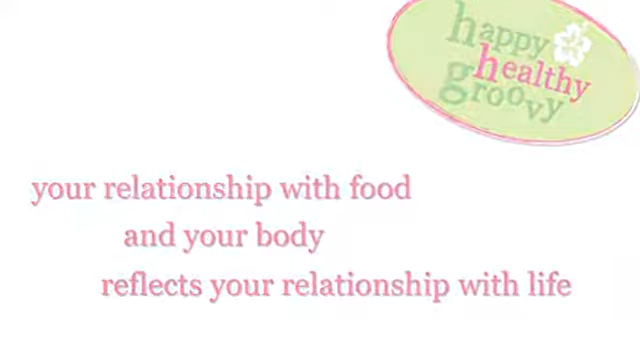 happy
healthy
groovy
your relationship with food
and your body
reflects your relationship with life